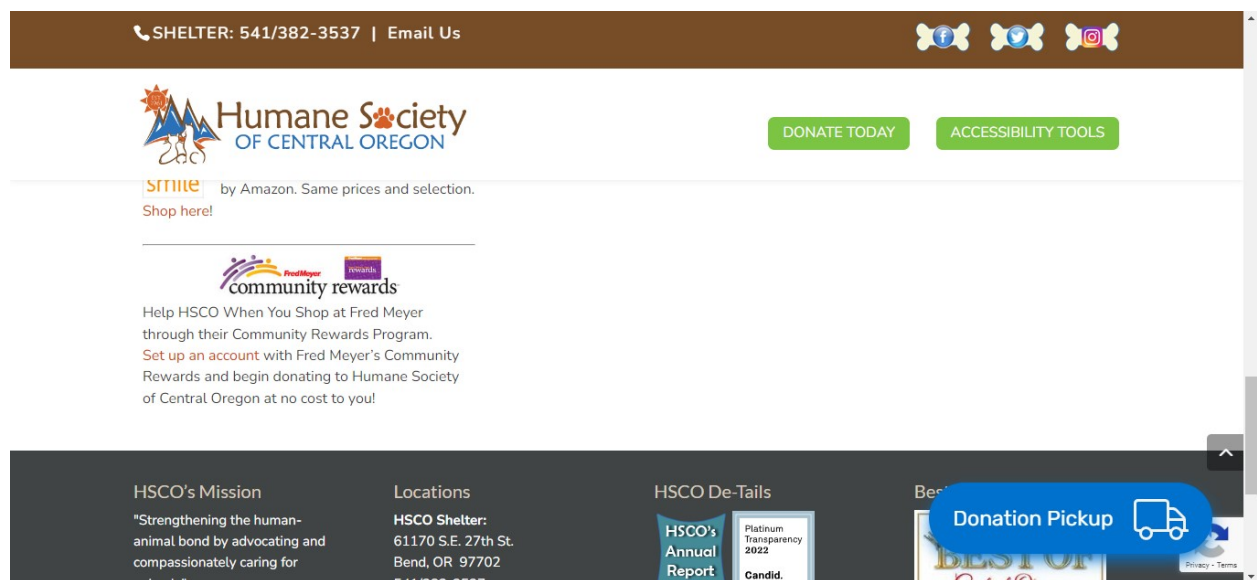 SHELTER: 541/382-3537 | Email Us
Humane Society
OF CENTRAL OREGON
DONATE TODAY
ACCESSIBILITY TOOLS
smile
by Amazon. Same prices and selection.
Shop here!
FredMeyer
rewards
community rewards
Help HSCO When You Shop at Fred Meyer
through their Community Rewards Program.
Set up an account with Fred Meyer's Community
Rewards and begin donating to Humane Society
of Central Oregon at no cost to you!
HSCO's Mission
"Strengthening the human-
animal bond by advocating and
compassionately caring for
Locations
HSCO Shelter:
61170 S.E. 27th St.
Bend, OR 97702
HSCO De-Tails
HSCO's
Annual
Report
Platinum
Transparency
2022
Candid.
BEST OF
Donation Pickup
Privacy - Terms